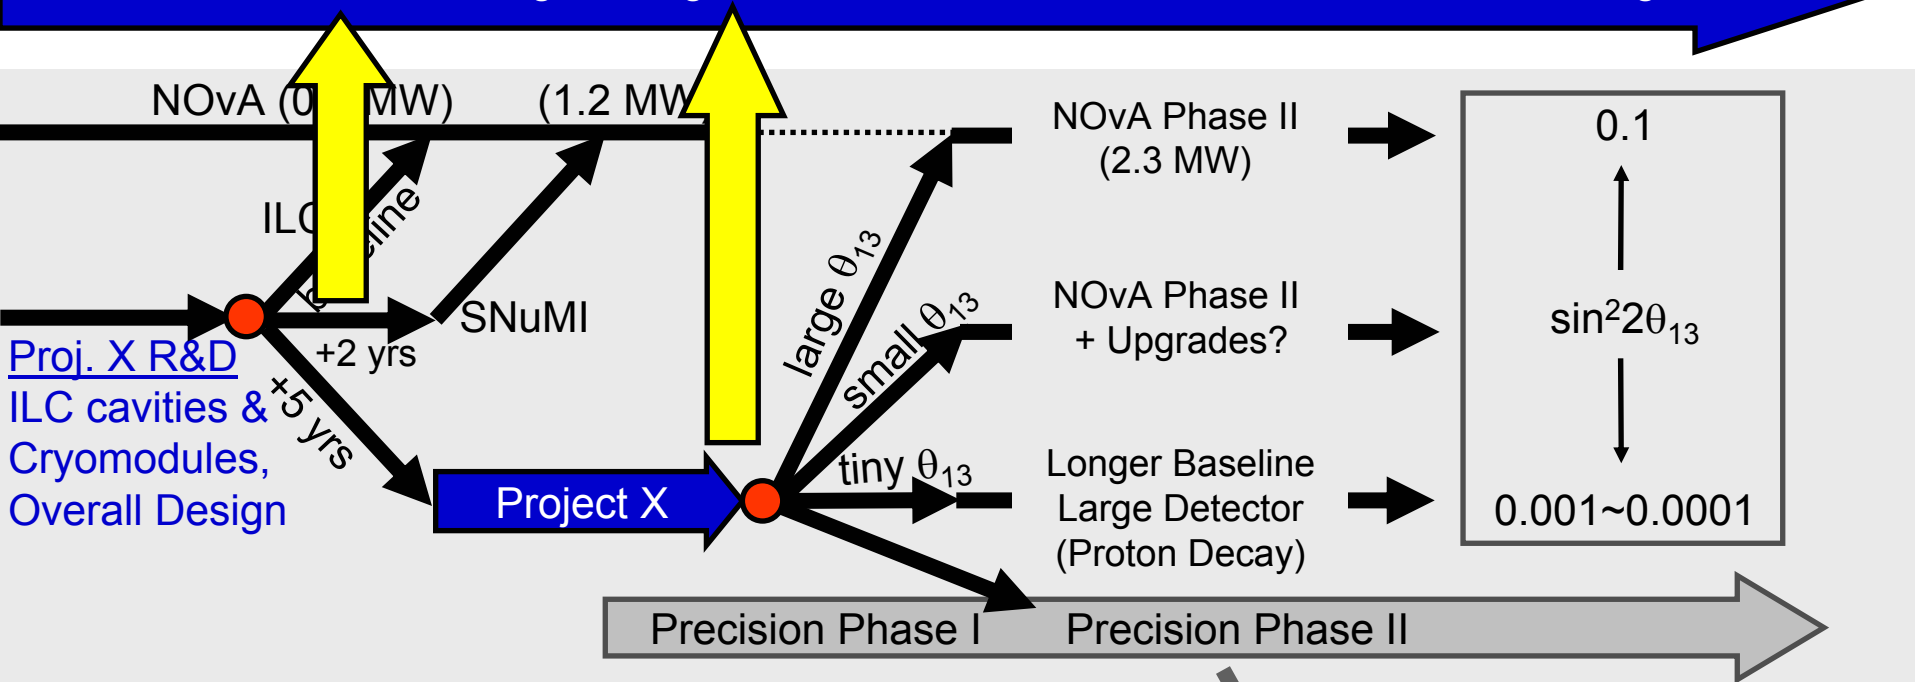 NOvA (0 MW)
(1.2 MW
ILC
eline
SNuMI
+2 yrs
+5 yrs
Proj. X R&D
ILC cavities &
Cryomodules,
Overall Design
Project X
large θ13
small θ13
tiny θ13
NOvA Phase II
(2.3 MW)
NOvA Phase II
+ Upgrades?
Longer Baseline
Large Detector
(Proton Decay)
0.1
sin²2θ13
0.001~0.0001
Precision Phase I
Precision Phase II